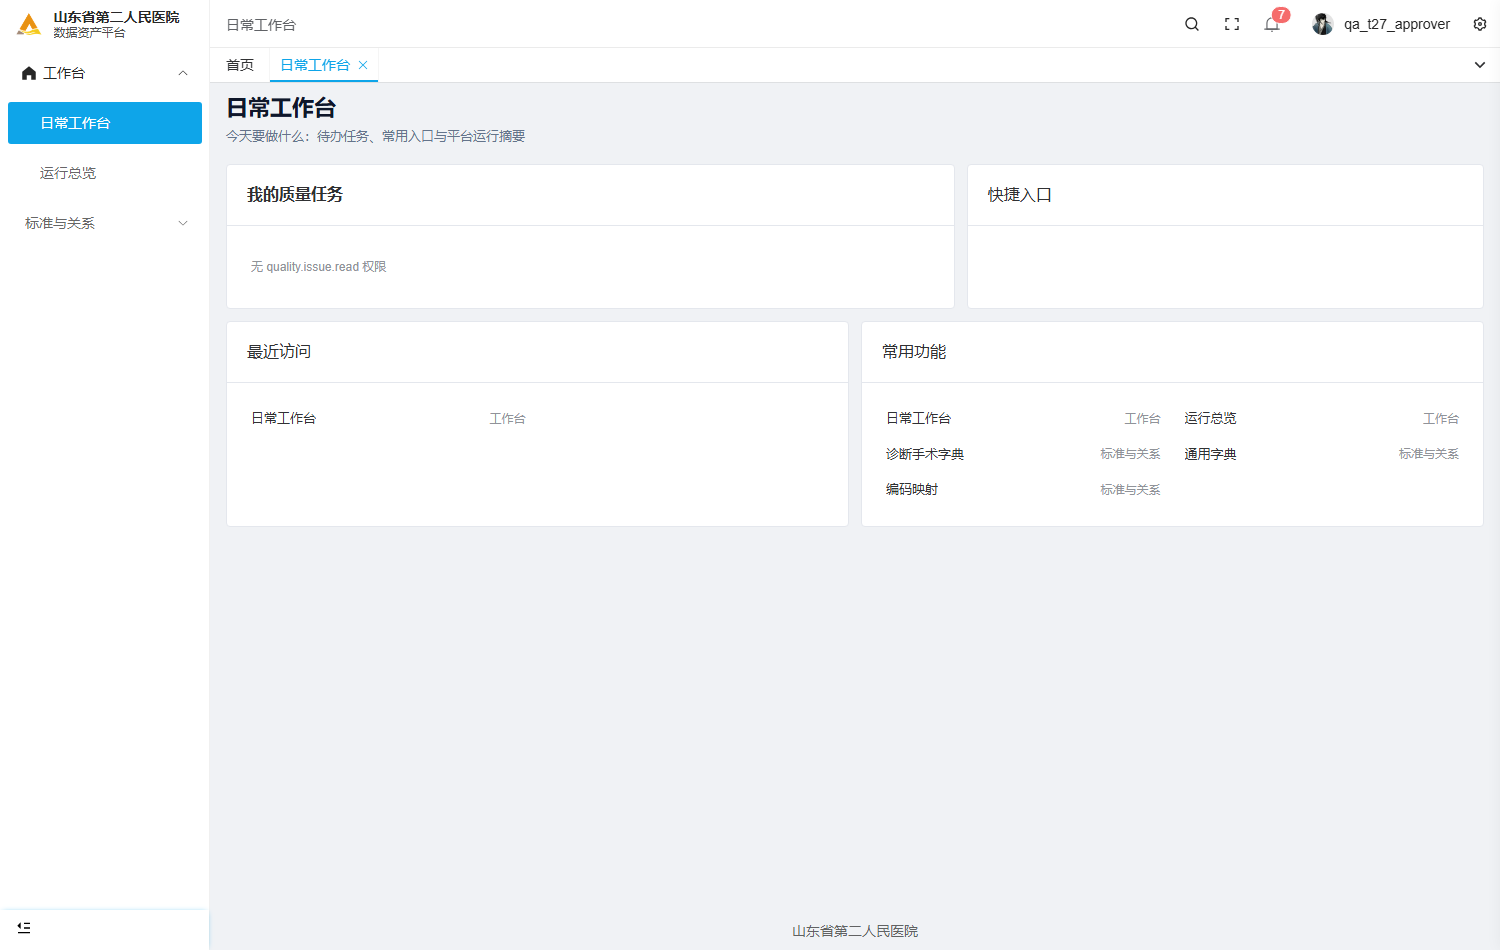 山东省第二人民医院
数据资产平台
工作台
日常工作台
运行总览
标准与关系
日常工作台
7
qa_t27_approver
首页
日常工作台
日常工作台
今天要做什么：待办任务、常用入口与平台运行摘要
我的质量任务
无 quality.issue.read 权限
快捷入口
最近访问
日常工作台 工作台
常用功能
日常工作台 工作台 运行总览 工作台
诊断手术字典 标准与关系 通用字典 标准与关系
编码映射 标准与关系
山东省第二人民医院